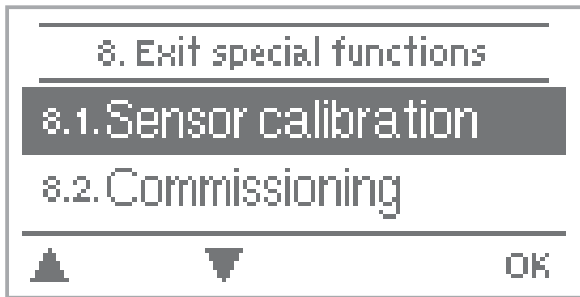 8. Exit special functions
8.1.Sensor calibration
8.2.Commissioning
OK